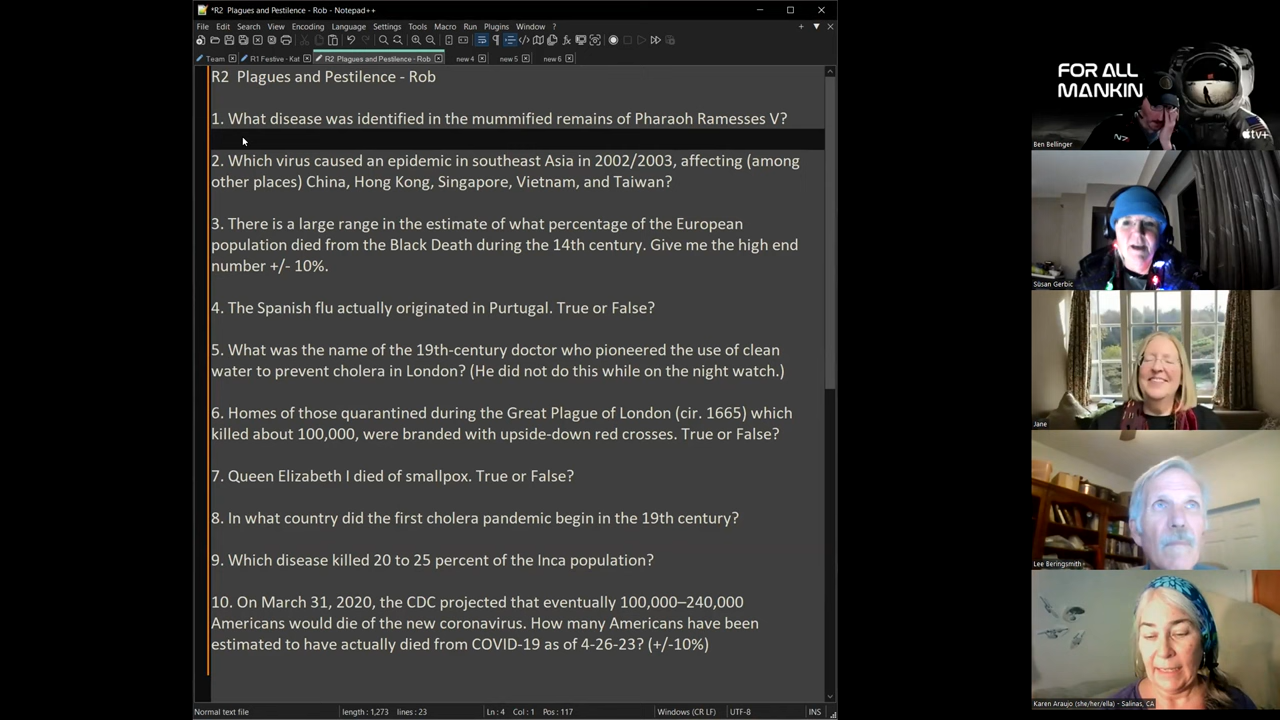 *R2  Plagues and Pestilence - Rob - Notepad++
File Edit Search View Encoding Language Settings Tools Macro Run Plugins Window ?
Team R1 Festive - Kat R2 Plagues and Pestilence - Rob new 4 new 5 new 6
R2  Plagues and Pestilence - Rob
1. What disease was identified in the mummified remains of Pharaoh Ramesses V?
2. Which virus caused an epidemic in southeast Asia in 2002/2003, affecting (among
other places) China, Hong Kong, Singapore, Vietnam, and Taiwan?
3. There is a large range in the estimate of what percentage of the European
population died from the Black Death during the 14th century. Give me the high end
number +/- 10%.
4. The Spanish flu actually originated in Purtugal. True or False?
5. What was the name of the 19th-century doctor who pioneered the use of clean
water to prevent cholera in London? (He did not do this while on the night watch.)
6. Homes of those quarantined during the Great Plague of London (cir. 1665) which
killed about 100,000, were branded with upside-down red crosses. True or False?
7. Queen Elizabeth I died of smallpox. True or False?
8. In what country did the first cholera pandemic begin in the 19th century?
9. Which disease killed 20 to 25 percent of the Inca population?
10. On March 31, 2020, the CDC projected that eventually 100,000–240,000
Americans would die of the new coronavirus. How many Americans have been
estimated to have actually died from COVID-19 as of 4-26-23? (+/-10%)
Normal text file length : 1,273 lines : 23 Ln : 4 Col : 1 Pos : 117 Windows (CR LF) UTF-8 INS
FOR ALL
MANKIN
tv+
Ben Bellinger
Susan Gerbic
Jane
Lee Beringsmith
Karen Araujo (she/her/ella) - Salinas, CA